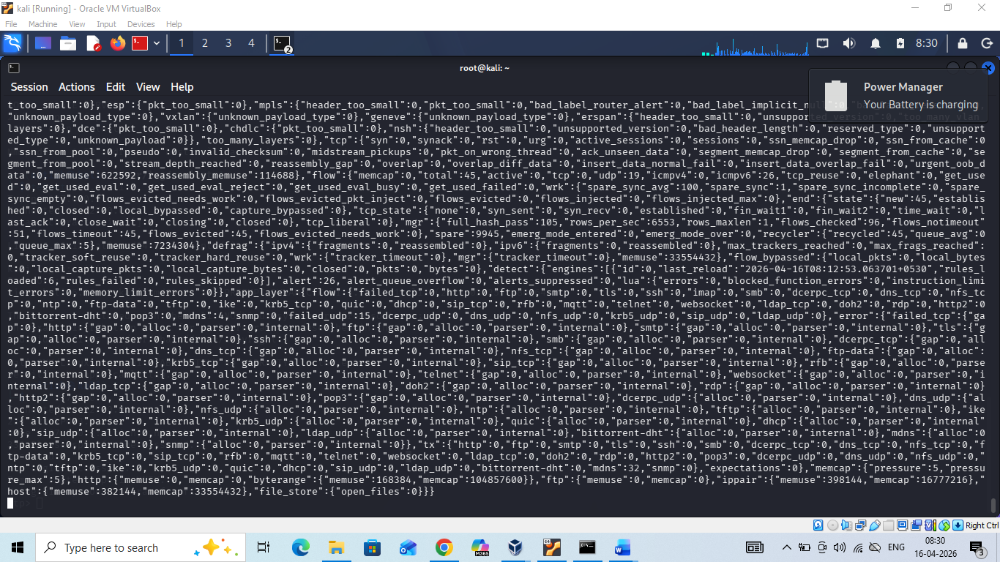 kali [Running] - Oracle VM VirtualBox
File Machine View Input Devices Help
1 2 3 4 2 8:30
root@kali: ~
Session Actions Edit View Help
Power Manager
Your Battery is charging
t_too_small":0},"esp":{"pkt_too_small":0},"mpls":{"header_too_small":0,"pkt_too_small":0,"bad_label_router_alert":0,"bad_label_implicit_null":0,
"unknown_payload_type":0},"vxlan":{"unknown_payload_type":0},"geneve":{"unknown_payload_type":0},"erspan":{"header_too_small":0,"unsupported_version":0,"too_many_vlan_
layers":0},"dce":{"pkt_too_small":0},"chdlc":{"pkt_too_small":0},"nsh":{"header_too_small":0,"unsupported_version":0,"bad_header_length":0,"reserved_type":0,"unsupport
ed_type":0,"unknown_payload":0}},"too_many_layers":0},"tcp":{"syn":0,"synack":0,"rst":0,"urg":0,"active_sessions":0,"sessions":0,"ssn_memcap_drop":0,"ssn_from_cache":0
,"ssn_from_pool":0,"pseudo":0,"invalid_checksum":0,"midstream_pickups":0,"pkt_on_wrong_thread":0,"ack_unseen_data":0,"segment_memcap_drop":0,"segment_from_cache":0,"se
gment_from_pool":0,"stream_depth_reached":0,"reassembly_gap":0,"overlap":0,"overlap_diff_data":0,"insert_data_normal_fail":0,"insert_data_overlap_fail":0,"urgent_oob_d
ata":0,"memuse":622592,"reassembly_memuse":114688},"flow":{"memcap":0,"total":45,"active":0,"tcp":0,"udp":19,"icmpv4":0,"icmpv6":26,"tcp_reuse":0,"elephant":0,"get_use
d":0,"get_used_eval":0,"get_used_eval_reject":0,"get_used_eval_busy":0,"get_used_failed":0,"wrk":{"spare_sync_avg":100,"spare_sync":1,"spare_sync_incomplete":0,"spare_
sync_empty":0,"flows_evicted_needs_work":0,"flows_evicted_pkt_inject":0,"flows_evicted":0,"flows_injected":0,"flows_injected_max":0},"end":{"state":{"new":45,"establis
hed":0,"closed":0,"local_bypassed":0,"capture_bypassed":0},"tcp_state":{"none":0,"syn_sent":0,"syn_recv":0,"established":0,"fin_wait1":0,"fin_wait2":0,"time_wait":0,"l
ast_ack":0,"close_wait":0,"closing":0,"closed":0},"tcp_liberal":0},"mgr":{"full_hash_pass":105,"rows_per_sec":6553,"rows_maxlen":1,"flows_checked":96,"flows_notimeout"
:51,"flows_timeout":45,"flows_evicted":45,"flows_evicted_needs_work":0},"spare":9945,"emerg_mode_entered":0,"emerg_mode_over":0,"recycler":{"recycled":45,"queue_avg":0
,"queue_max":5},"memuse":7234304},"defrag":{"ipv4":{"fragments":0,"reassembled":0},"ipv6":{"fragments":0,"reassembled":0},"max_trackers_reached":0,"max_frags_reached":
0,"tracker_soft_reuse":0,"tracker_hard_reuse":0,"wrk":{"tracker_timeout":0},"mgr":{"tracker_timeout":0},"memuse":33554432},"flow_bypassed":{"local_pkts":0,"local_bytes
":0,"local_capture_pkts":0,"local_capture_bytes":0,"closed":0,"pkts":0,"bytes":0},"detect":{"engines":[{"id":0,"last_reload":"2026-04-16T08:12:53.063701+0530","rules_l
oaded":6,"rules_failed":0,"rules_skipped":0}],"alert":26,"alert_queue_overflow":0,"alerts_suppressed":0,"lua":{"errors":0,"blocked_function_errors":0,"instruction_limi
t_errors":0,"memory_limit_errors":0}},"app_layer":{"flow":{"failed_tcp":0,"http":0,"ftp":0,"smtp":0,"tls":0,"ssh":0,"imap":0,"smb":0,"dcerpc_tcp":0,"dns_tcp":0,"nfs_tc
p":0,"ntp":0,"ftp-data":0,"tftp":0,"ike":0,"krb5_tcp":0,"quic":0,"dhcp":0,"sip_tcp":0,"rfb":0,"mqtt":0,"telnet":0,"websocket":0,"ldap_tcp":0,"doh2":0,"rdp":0,"http2":0
,"bittorrent-dht":0,"pop3":0,"mdns":4,"snmp":0,"failed_udp":15,"dcerpc_udp":0,"dns_udp":0,"nfs_udp":0,"krb5_udp":0,"sip_udp":0,"ldap_udp":0},"error":{"failed_tcp":{"ga
p":0},"http":{"gap":0,"alloc":0,"parser":0,"internal":0},"ftp":{"gap":0,"alloc":0,"parser":0,"internal":0},"smtp":{"gap":0,"alloc":0,"parser":0,"internal":0},"tls":{"g
ap":0,"alloc":0,"parser":0,"internal":0},"ssh":{"gap":0,"alloc":0,"parser":0,"internal":0},"smb":{"gap":0,"alloc":0,"parser":0,"internal":0},"dcerpc_tcp":{"gap":0,"all
oc":0,"parser":0,"internal":0},"dns_tcp":{"gap":0,"alloc":0,"parser":0,"internal":0},"nfs_tcp":{"gap":0,"alloc":0,"parser":0,"internal":0},"ftp-data":{"gap":0,"alloc":
0,"parser":0,"internal":0},"krb5_tcp":{"gap":0,"alloc":0,"parser":0,"internal":0},"sip_tcp":{"gap":0,"alloc":0,"parser":0,"internal":0},"rfb":{"gap":0,"alloc":0,"parse
r":0,"internal":0},"mqtt":{"gap":0,"alloc":0,"parser":0,"internal":0},"telnet":{"gap":0,"alloc":0,"parser":0,"internal":0},"websocket":{"gap":0,"alloc":0,"parser":0,"i
nternal":0},"ldap_tcp":{"gap":0,"alloc":0,"parser":0,"internal":0},"doh2":{"gap":0,"alloc":0,"parser":0,"internal":0},"rdp":{"gap":0,"alloc":0,"parser":0,"internal":0}
,"http2":{"gap":0,"alloc":0,"parser":0,"internal":0},"pop3":{"gap":0,"alloc":0,"parser":0,"internal":0},"dcerpc_udp":{"alloc":0,"parser":0,"internal":0},"dns_udp":{"al
loc":0,"parser":0,"internal":0},"nfs_udp":{"alloc":0,"parser":0,"internal":0},"ntp":{"alloc":0,"parser":0,"internal":0},"tftp":{"alloc":0,"parser":0,"internal":0},"ike
":{"alloc":0,"parser":0,"internal":0},"krb5_udp":{"alloc":0,"parser":0,"internal":0},"quic":{"alloc":0,"parser":0,"internal":0},"dhcp":{"alloc":0,"parser":0,"internal"
:0},"sip_udp":{"alloc":0,"parser":0,"internal":0},"ldap_udp":{"alloc":0,"parser":0,"internal":0},"bittorrent-dht":{"alloc":0,"parser":0,"internal":0},"mdns":{"alloc":0
,"parser":0,"internal":0},"snmp":{"alloc":0,"parser":0,"internal":0}},"tx":{"http":0,"ftp":0,"smtp":0,"tls":0,"ssh":0,"smb":0,"dcerpc_tcp":0,"dns_tcp":0,"nfs_tcp":0,"f
tp-data":0,"krb5_tcp":0,"sip_tcp":0,"rfb":0,"mqtt":0,"telnet":0,"websocket":0,"ldap_tcp":0,"doh2":0,"rdp":0,"http2":0,"pop3":0,"dcerpc_udp":0,"dns_udp":0,"nfs_udp":0,"
ntp":0,"tftp":0,"ike":0,"krb5_udp":0,"quic":0,"dhcp":0,"sip_udp":0,"ldap_udp":0,"bittorrent-dht":0,"mdns":32,"snmp":0},"expectations":0},"memcap":{"pressure":5,"pressu
re_max":5},"http":{"memuse":0,"memcap":0,"byterange":{"memuse":168384,"memcap":104857600}},"ftp":{"memuse":0,"memcap":0},"ippair":{"memuse":398144,"memcap":16777216},"
host":{"memuse":382144,"memcap":33554432},"file_store":{"open_files":0}}}
Right Ctrl
Type here to search
M365
64
ENG
08:30
16-04-2026
3